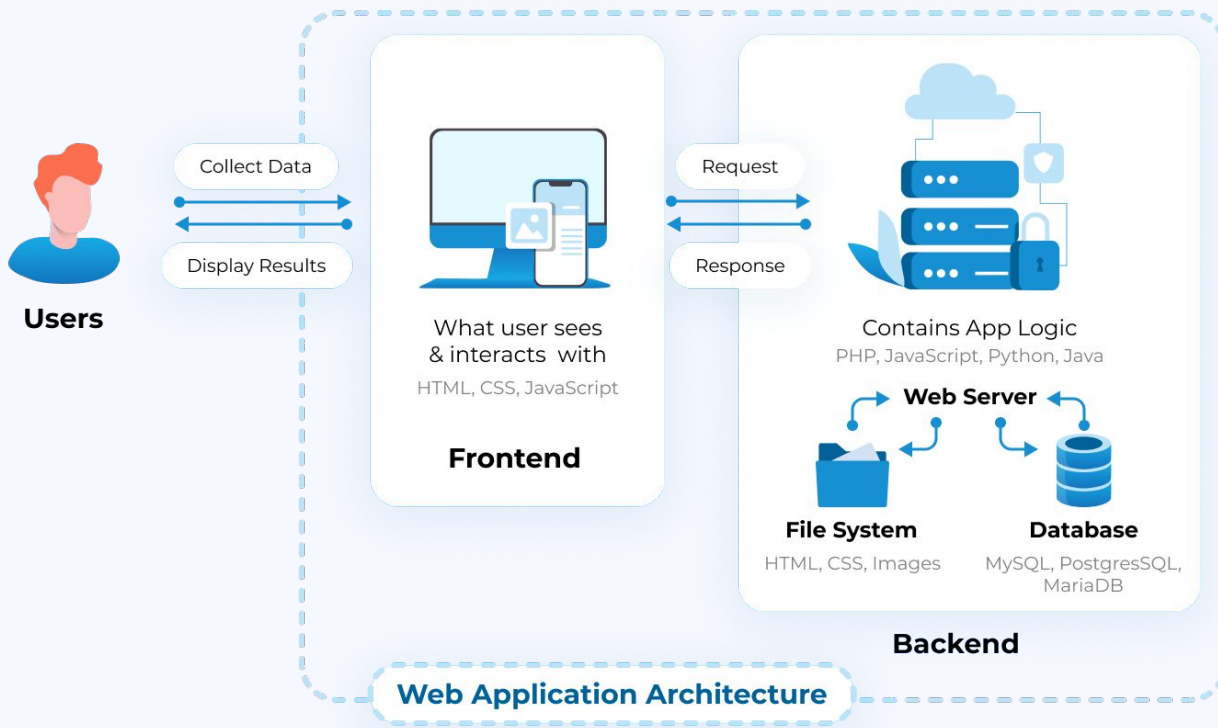 Collect Data
Display Results
Users
What user sees
& interacts with
HTML, CSS, JavaScript
Frontend
Request
Response
Contains App Logic
PHP, JavaScript, Python, Java
Web Server
File System
HTML, CSS, Images
Database
MySQL, PostgresSQL,
MariaDB
Backend
Web Application Architecture